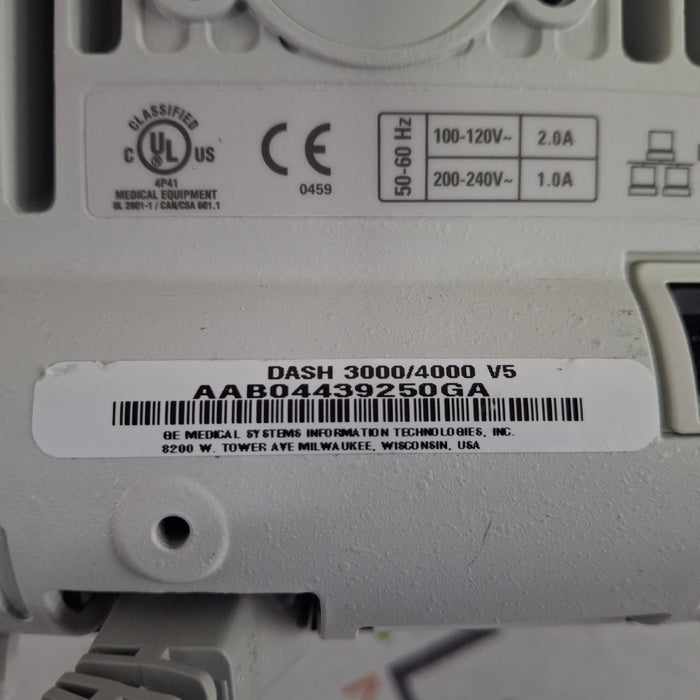 CLASSIFIED
C UL US
®
4P41
MEDICAL EQUIPMENT
UL 2601-1 / CAN/CSA 601.1
CE
0459
50-60 Hz
100-120V~ 2.0A
200-240V~ 1.0A
DASH 3000/4000 V5
AAB04439250GA
GE MEDICAL SYSTEMS INFORMATION TECHNOLOGIES, INC.
8200 W. TOWER AVE MILWAUKEE, WISCONSIN, USA